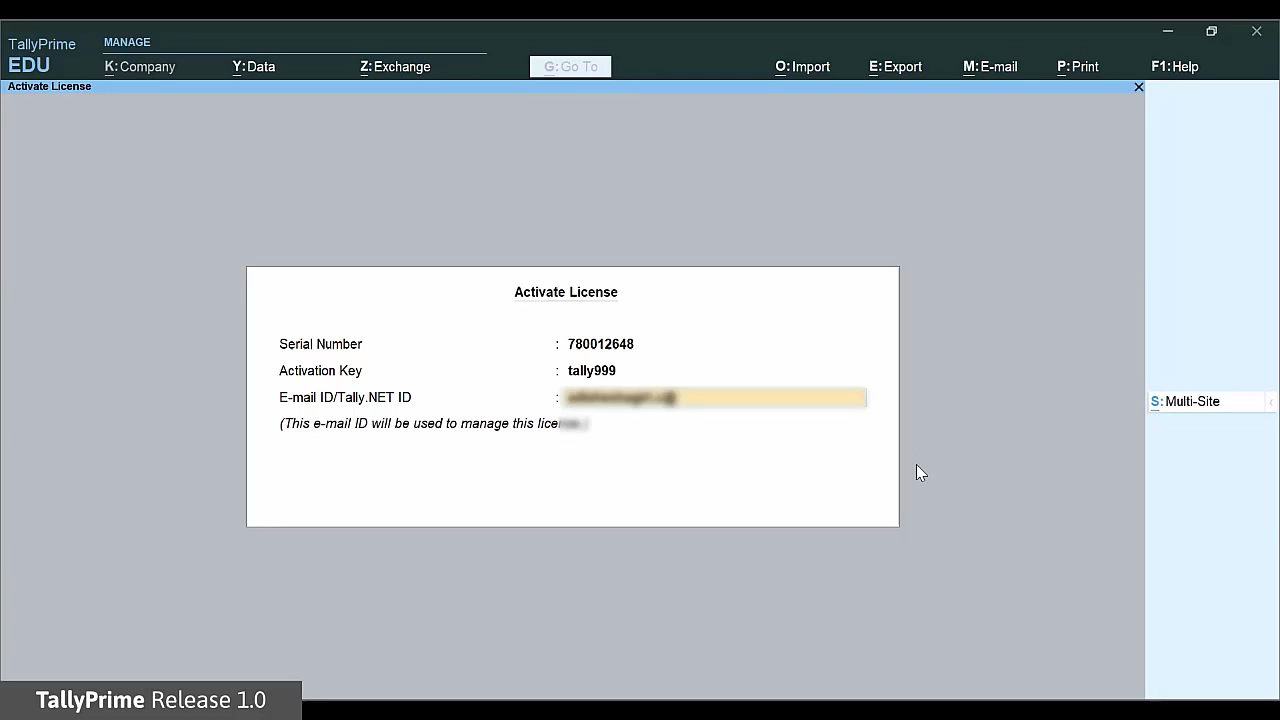 TallyPrime
EDU
MANAGE
K:Company Y:Data Z:Exchange G:Go To O:Import E:Export M:E-mail P:Print F1:Help
Activate License
Activate License
Serial Number : 780012648
Activation Key : tally999
E-mail ID/Tally.NET ID :
(This e-mail ID will be used to manage this license.)
S:Multi-Site
TallyPrime Release 1.0